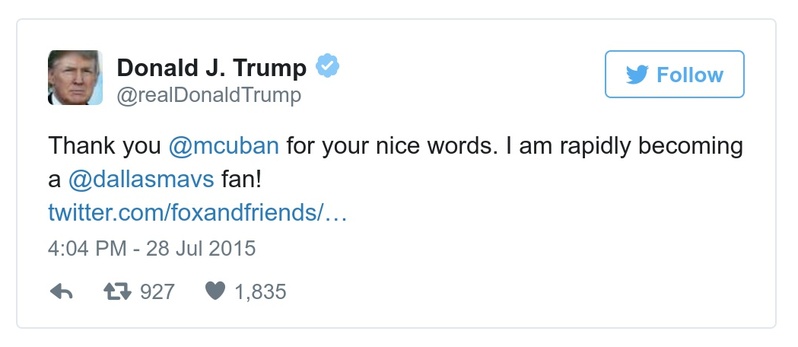 Donald J. Trump
@realDonaldTrump
Follow
Thank you @mcuban for your nice words. I am rapidly becoming
a @dallasmavs fan!
twitter.com/foxandfriends/…
4:04 PM - 28 Jul 2015
927 1,835